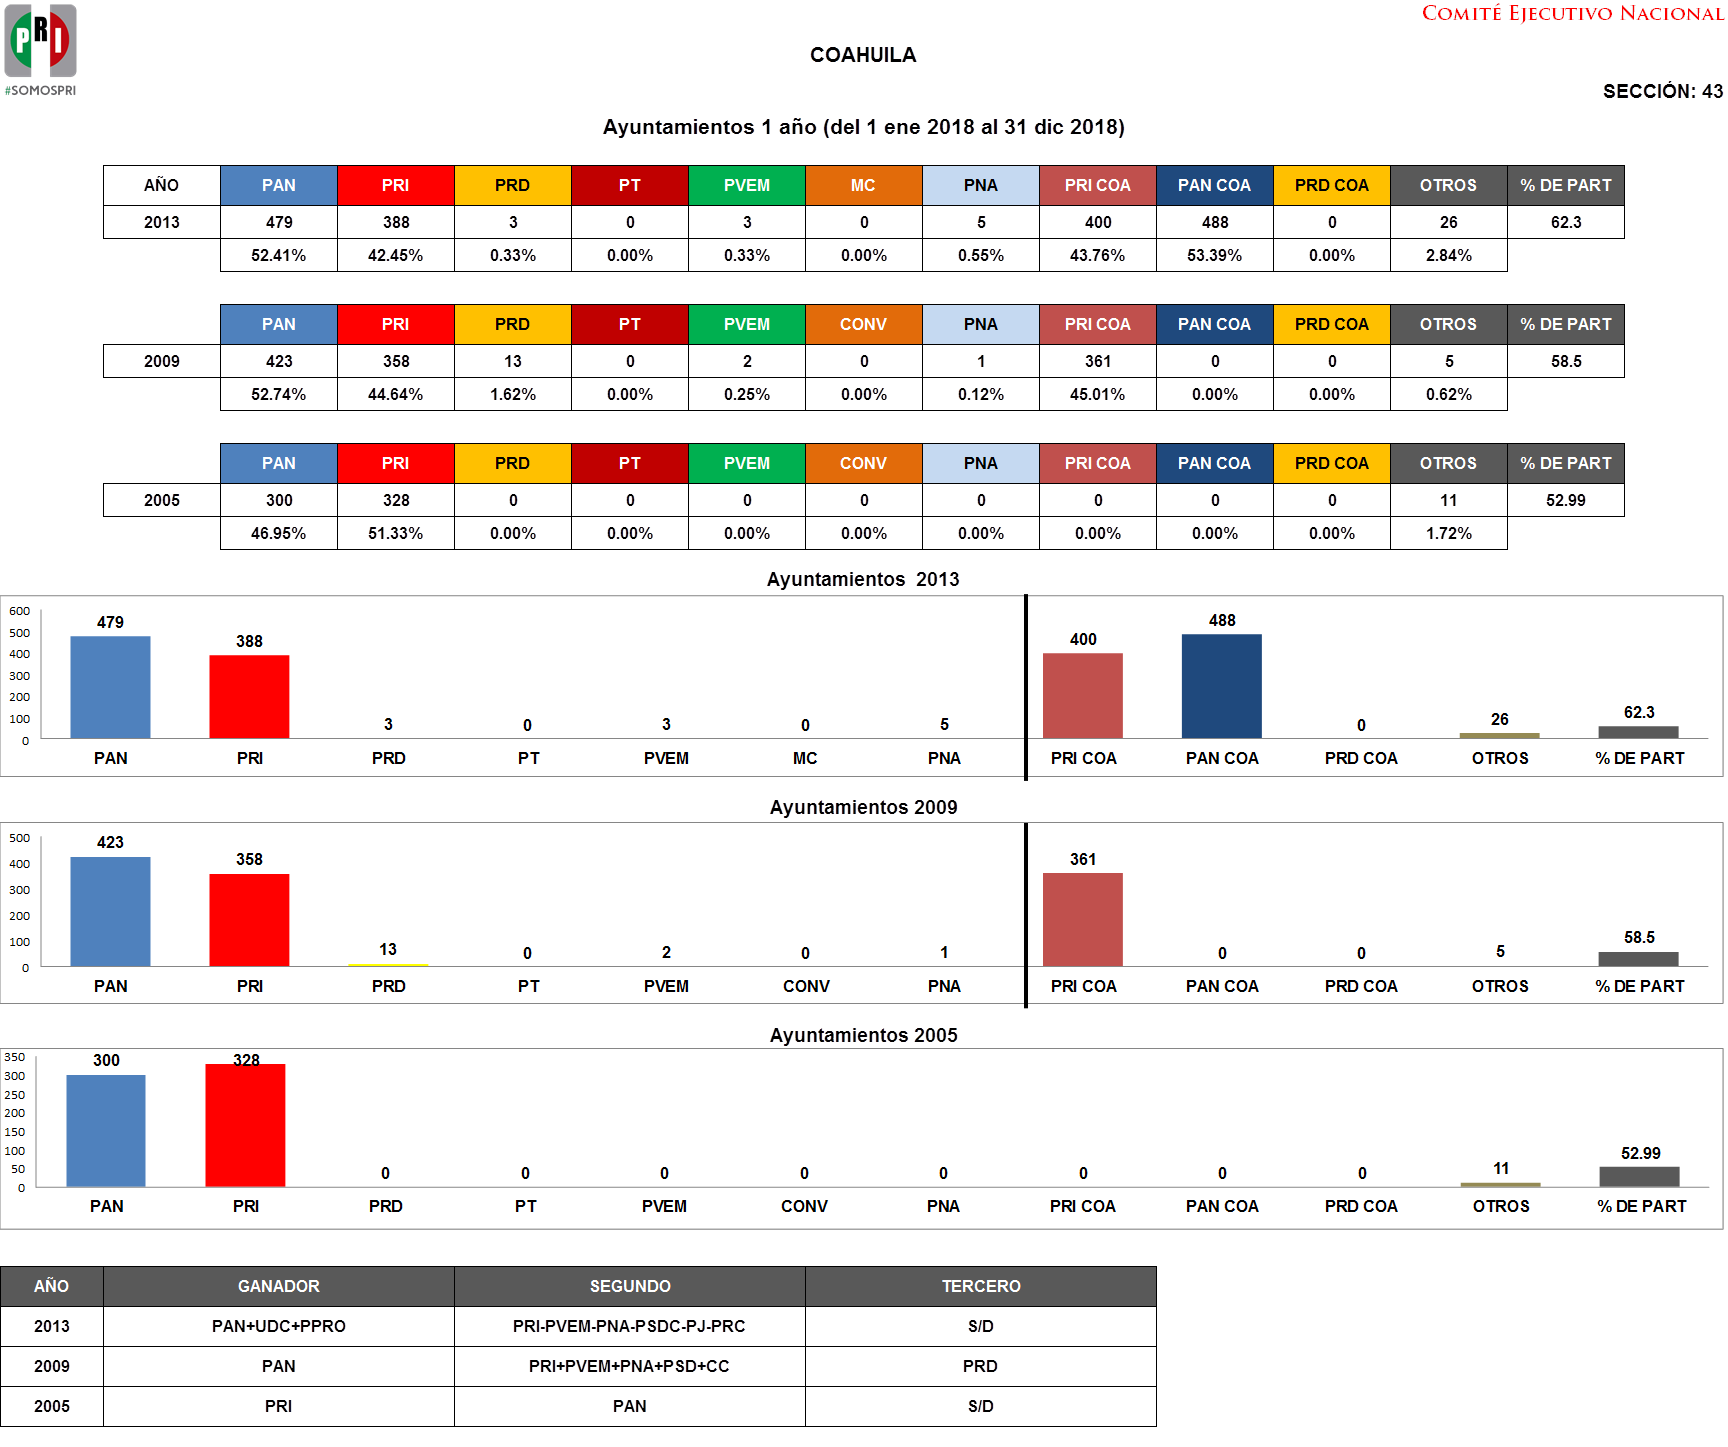 PRI
#SOMOSPRI
COMITÉ EJECUTIVO NACIONAL
COAHUILA
SECCIÓN: 43
Ayuntamientos 1 año (del 1 ene 2018 al 31 dic 2018)
AÑO PAN PRI PRD PT PVEM MC PNA PRI COA PAN COA PRD COA OTROS % DE PART
2013 479 388 3 0 3 0 5 400 488 0 26 62.3
52.41% 42.45% 0.33% 0.00% 0.33% 0.00% 0.55% 43.76% 53.39% 0.00% 2.84%
PAN PRI PRD PT PVEM CONV PNA PRI COA PAN COA PRD COA OTROS % DE PART
2009 423 358 13 0 2 0 1 361 0 0 5 58.5
52.74% 44.64% 1.62% 0.00% 0.25% 0.00% 0.12% 45.01% 0.00% 0.00% 0.62%
PAN PRI PRD PT PVEM CONV PNA PRI COA PAN COA PRD COA OTROS % DE PART
2005 300 328 0 0 0 0 0 0 0 0 11 52.99
46.95% 51.33% 0.00% 0.00% 0.00% 0.00% 0.00% 0.00% 0.00% 0.00% 1.72%
Ayuntamientos 2013
600
500
400
300
200
100
0
479 388 3 0 3 0 5 400 488 0 26 62.3
PAN PRI PRD PT PVEM MC PNA PRI COA PAN COA PRD COA OTROS % DE PART
Ayuntamientos 2009
500
400
300
200
100
0
423 358 13 0 2 0 1 361 0 0 5 58.5
PAN PRI PRD PT PVEM CONV PNA PRI COA PAN COA PRD COA OTROS % DE PART
Ayuntamientos 2005
350
300
250
200
150
100
50
0
300 328 0 0 0 0 0 0 0 0 11 52.99
PAN PRI PRD PT PVEM CONV PNA PRI COA PAN COA PRD COA OTROS % DE PART
AÑO GANADOR SEGUNDO TERCERO
2013 PAN+UDC+PPRO PRI-PVEM-PNA-PSDC-PJ-PRC S/D
2009 PAN PRI+PVEM+PNA+PSD+CC PRD
2005 PRI PAN S/D